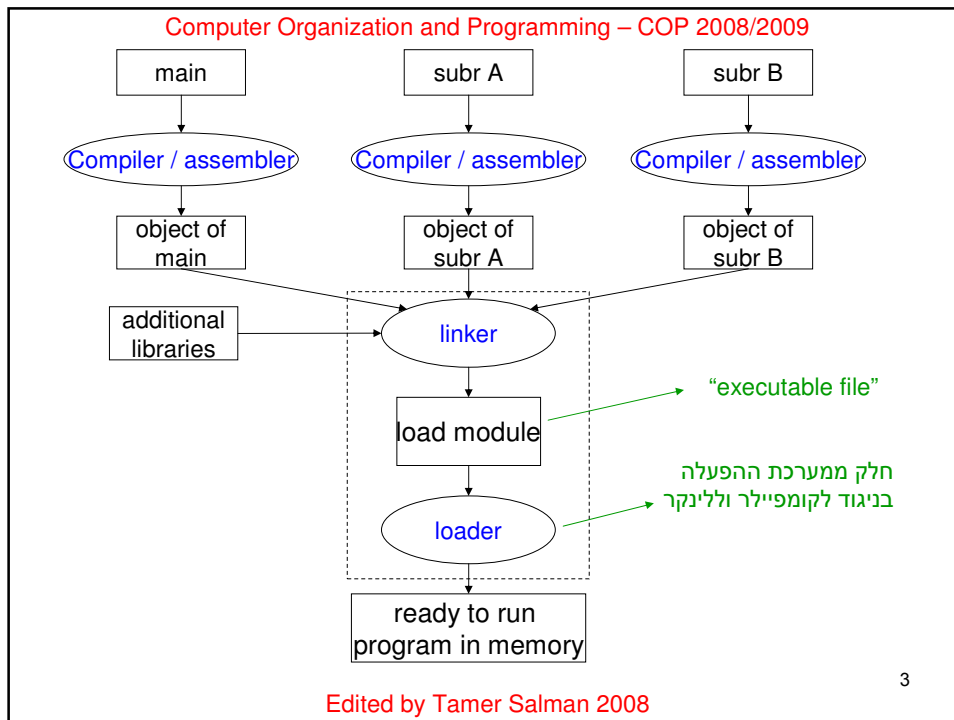 Computer Organization and Programming – COP 2008/2009
main
subr A
subr B
Compiler / assembler
Compiler / assembler
Compiler / assembler
object of
main
object of
subr A
object of
subr B
additional
libraries
linker
load module
“executable file”
חלק ממערכת ההפעלה
בניגוד לקומפיילר וללינקר
loader
ready to run
program in memory
3
Edited by Tamer Salman 2008